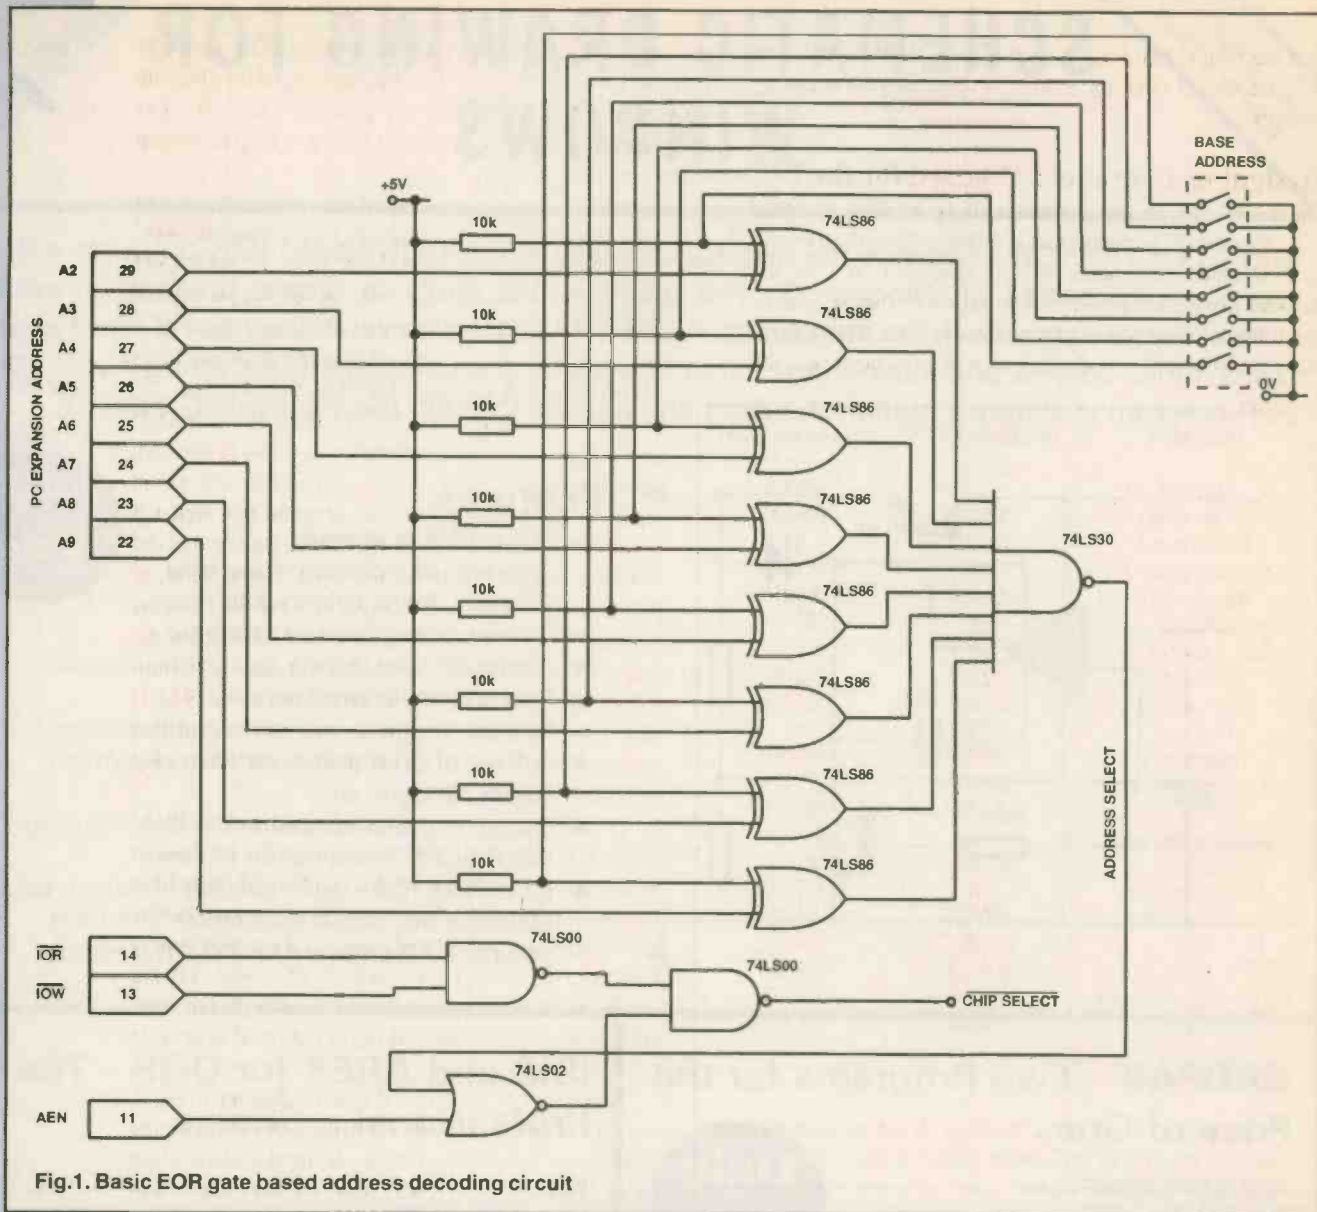 BASE
ADDRESS
+5V
10k
74LS86
PC EXPANSION ADDRESS
A2 29
A3 28
A4 27
A5 26
A6 25
A7 24
A8 23
A9 22
10k
74LS86
10k
74LS86
0V
10k
74LS86
74LS30
10k
74LS86
10k
74LS86
10k
74LS86
10k
74LS86
ADDRESS SELECT
IOR 14
IOW 13
74LS00
74LS00
CHIP SELECT
74LS02
AEN 11
Fig.1. Basic EOR gate based address decoding circuit